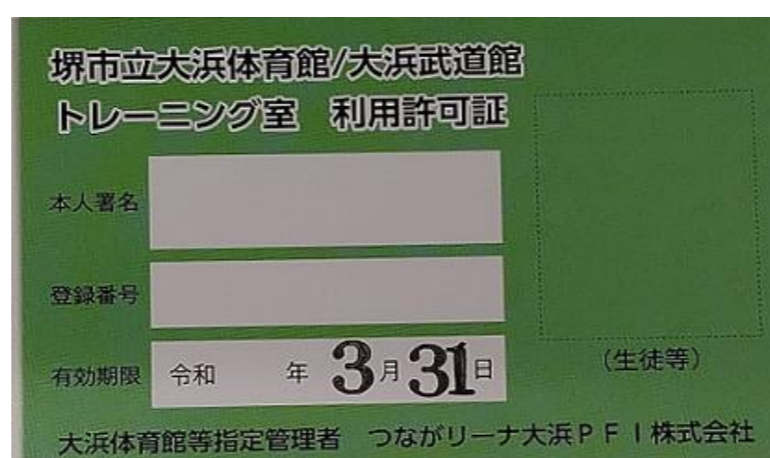 堺市立大浜体育館/大浜武道館
トレーニング室 利用許可証
本人署名
登録番号
有効期限 令和 年 3月31日
(生徒等)
大浜体育館等指定管理者 つながリーナ大浜PFI株式会社